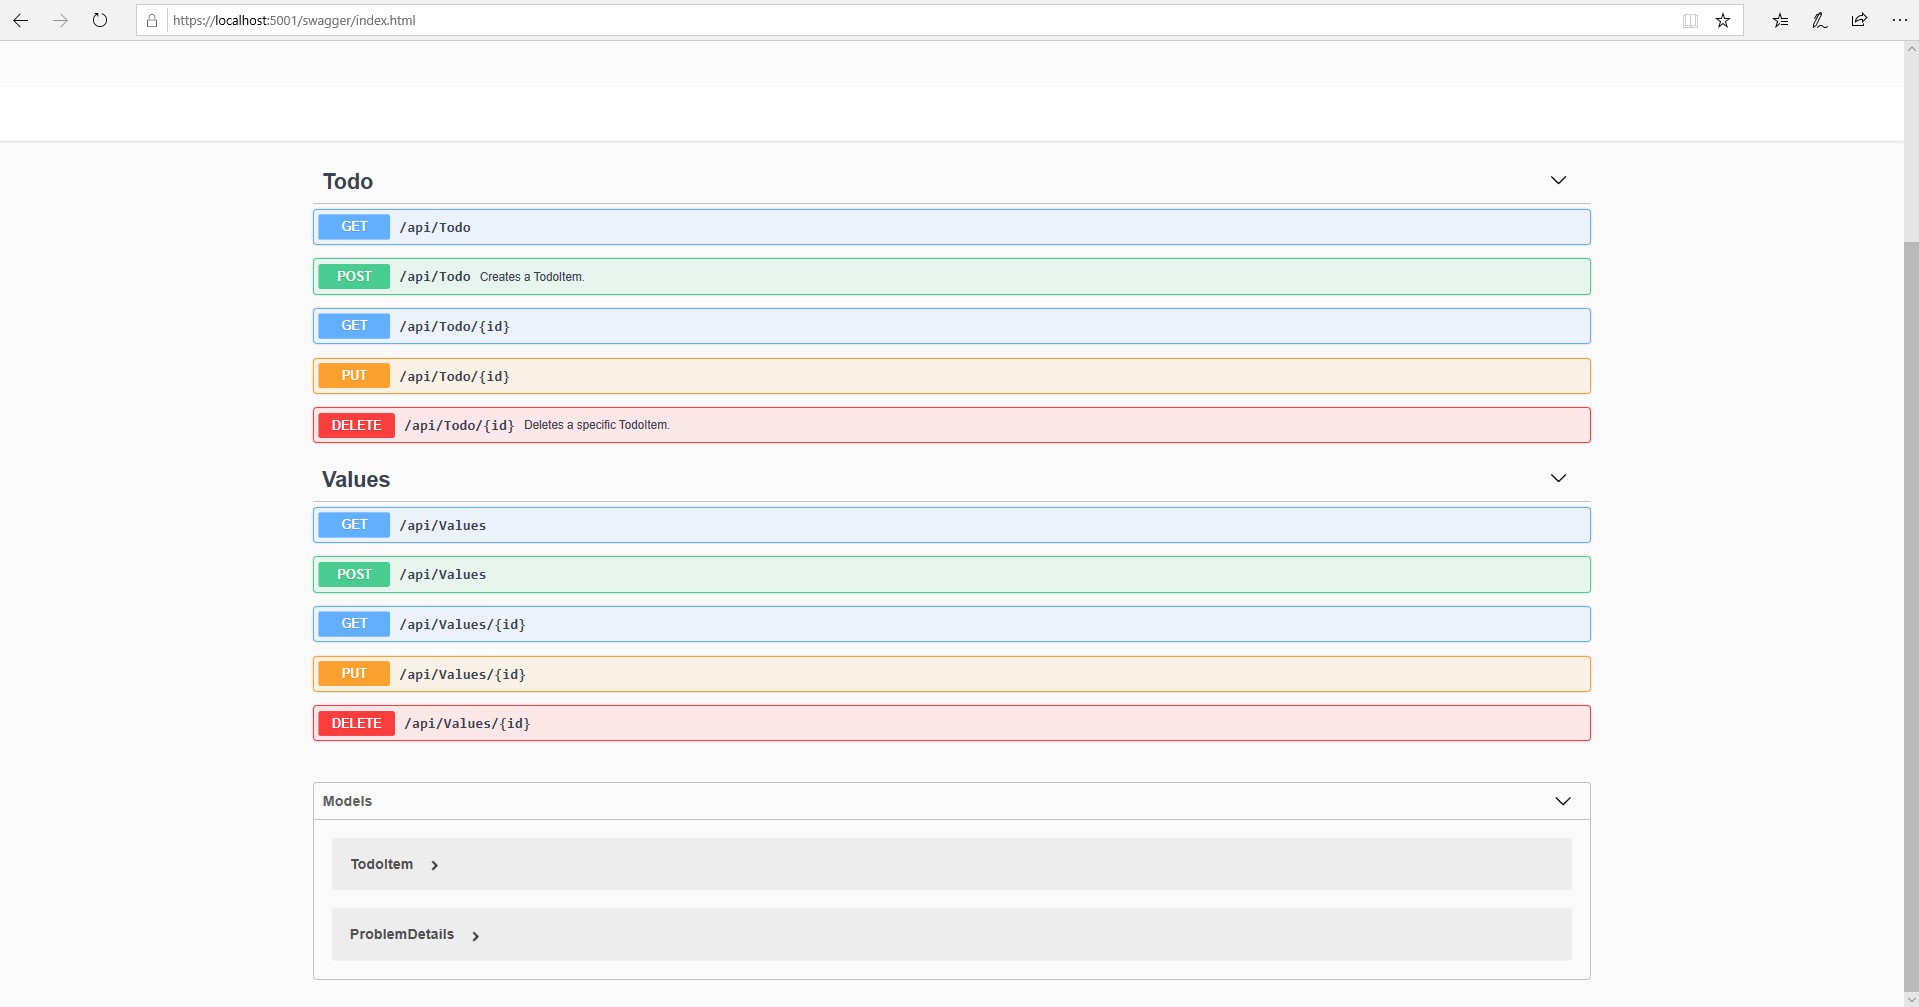 https://localhost:5001/swagger/index.html
Todo
GET /api/Todo
POST /api/Todo Creates a TodoItem.
GET /api/Todo/{id}
PUT /api/Todo/{id}
DELETE /api/Todo/{id} Deletes a specific TodoItem.
Values
GET /api/Values
POST /api/Values
GET /api/Values/{id}
PUT /api/Values/{id}
DELETE /api/Values/{id}
Models
TodoItem
ProblemDetails